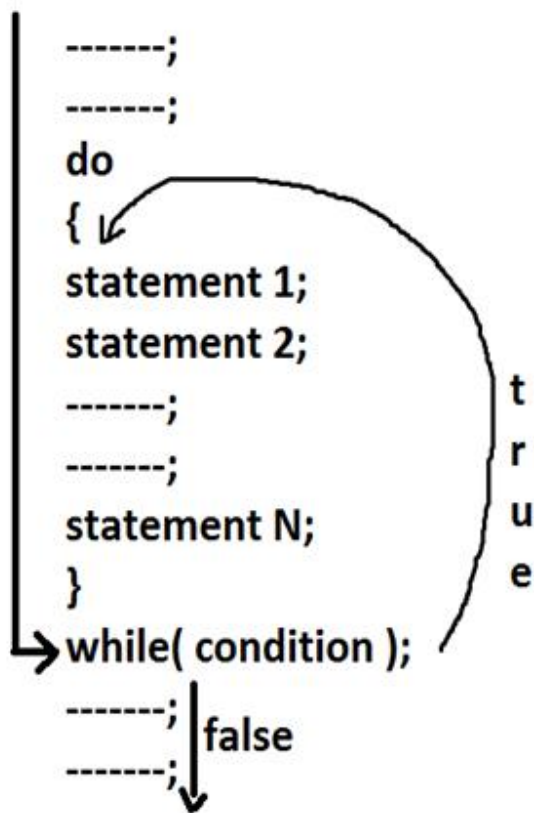 -------;
-------;
do
{
statement 1;
statement 2;
-------;
-------;
statement N;
}
while( condition );
-------;
-------;
true
false